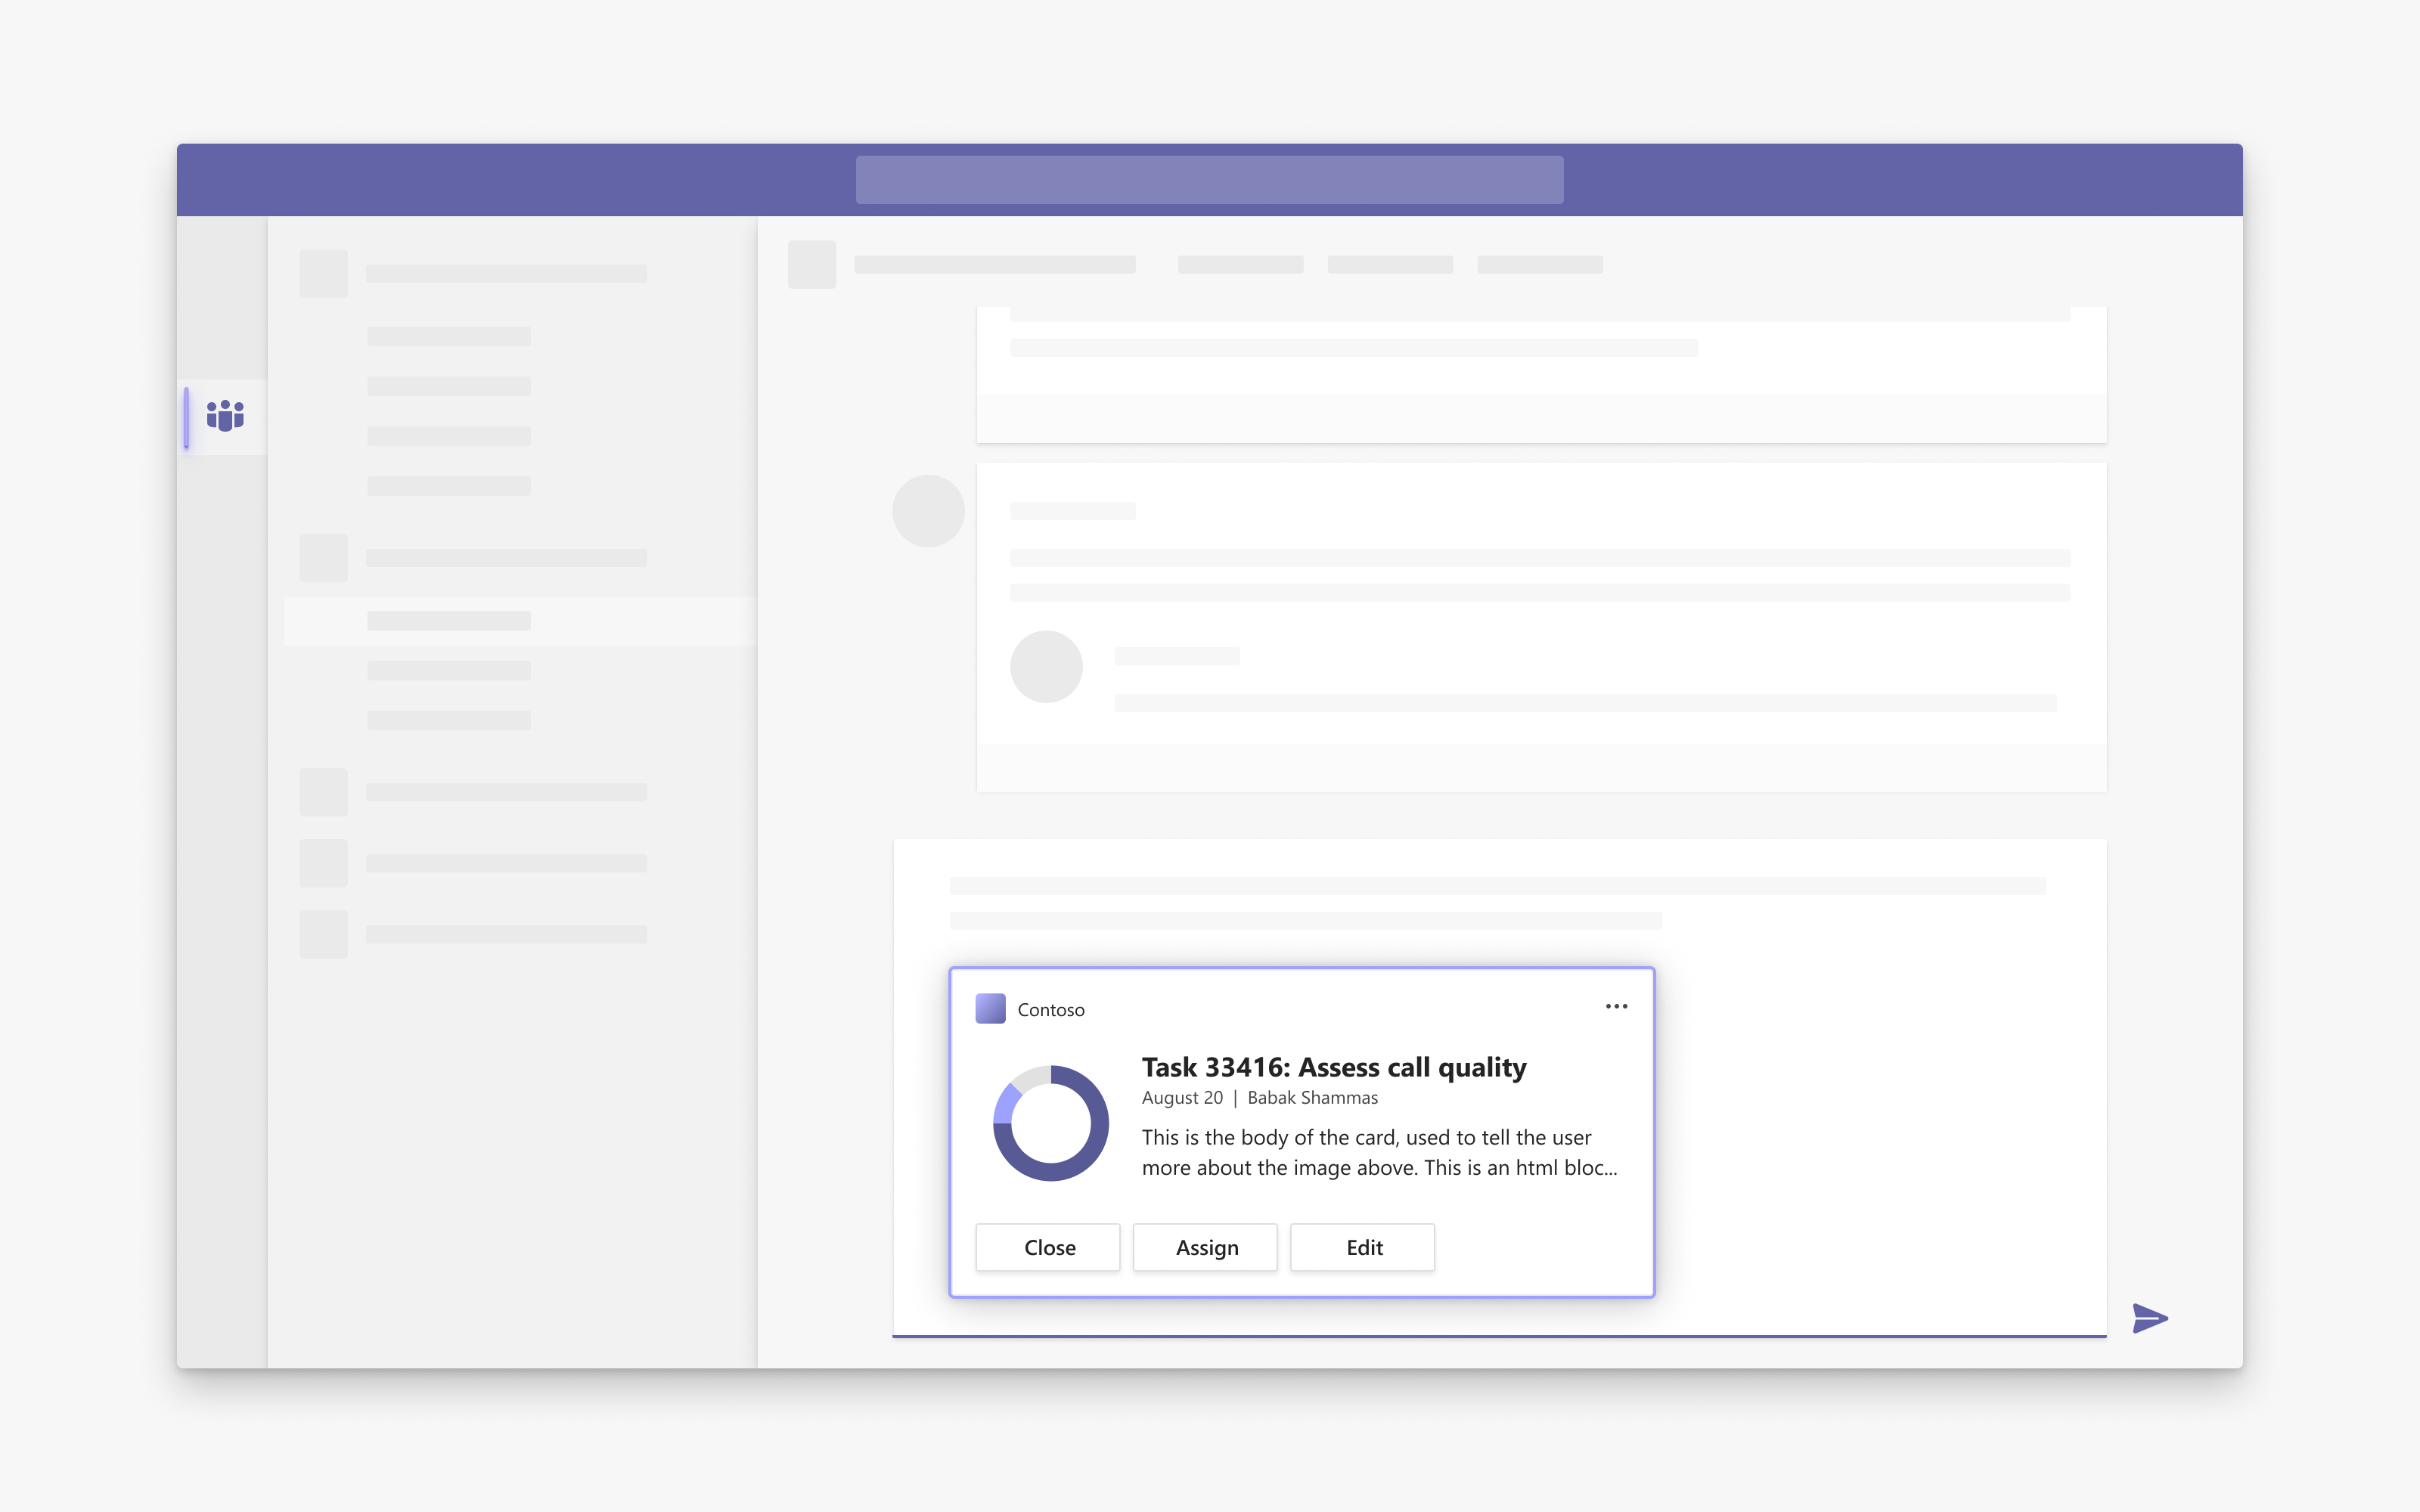 Contoso
Task 33416: Assess call quality
August 20 | Babak Shammas
This is the body of the card, used to tell the user
more about the image above. This is an html bloc...
Close
Assign
Edit